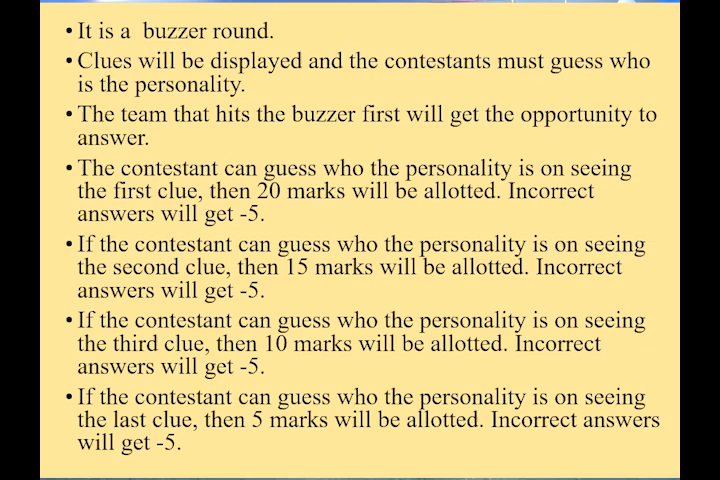 • It is a  buzzer round.
• Clues will be displayed and the contestants must guess who
is the personality.
• The team that hits the buzzer first will get the opportunity to
answer.
• The contestant can guess who the personality is on seeing
the first clue, then 20 marks will be allotted. Incorrect
answers will get -5.
• If the contestant can guess who the personality is on seeing
the second clue, then 15 marks will be allotted. Incorrect
answers will get -5.
• If the contestant can guess who the personality is on seeing
the third clue, then 10 marks will be allotted. Incorrect
answers will get -5.
• If the contestant can guess who the personality is on seeing
the last clue, then 5 marks will be allotted. Incorrect answers
will get -5.